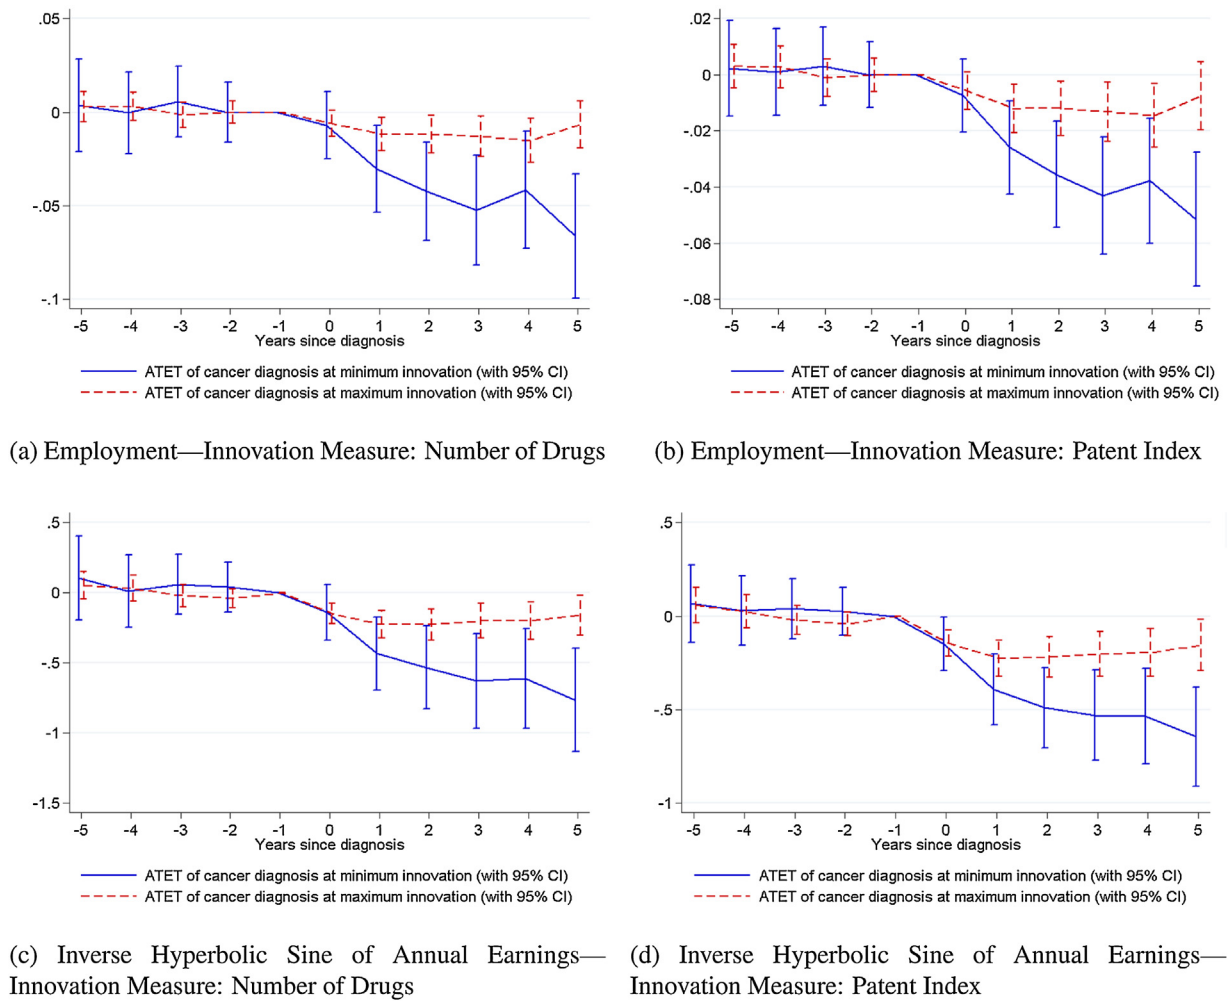 .05
0
-.05
-.1
-5 -4 -3 -2 -1 0 1 2 3 4 5
Years since diagnosis
ATET of cancer diagnosis at minimum innovation (with 95% CI)
ATET of cancer diagnosis at maximum innovation (with 95% CI)
(a) Employment—Innovation Measure: Number of Drugs
.02
0
-.02
-.04
-.06
-.08
-5 -4 -3 -2 -1 0 1 2 3 4 5
Years since diagnosis
ATET of cancer diagnosis at minimum innovation (with 95% CI)
ATET of cancer diagnosis at maximum innovation (with 95% CI)
(b) Employment—Innovation Measure: Patent Index
.5
0
-.5
-1
-1.5
-5 -4 -3 -2 -1 0 1 2 3 4 5
Years since diagnosis
ATET of cancer diagnosis at minimum innovation (with 95% CI)
ATET of cancer diagnosis at maximum innovation (with 95% CI)
(c) Inverse Hyperbolic Sine of Annual Earnings—
Innovation Measure: Number of Drugs
.5
0
-.5
-1
-5 -4 -3 -2 -1 0 1 2 3 4 5
Years since diagnosis
ATET of cancer diagnosis at minimum innovation (with 95% CI)
ATET of cancer diagnosis at maximum innovation (with 95% CI)
(d) Inverse Hyperbolic Sine of Annual Earnings—
Innovation Measure: Patent Index